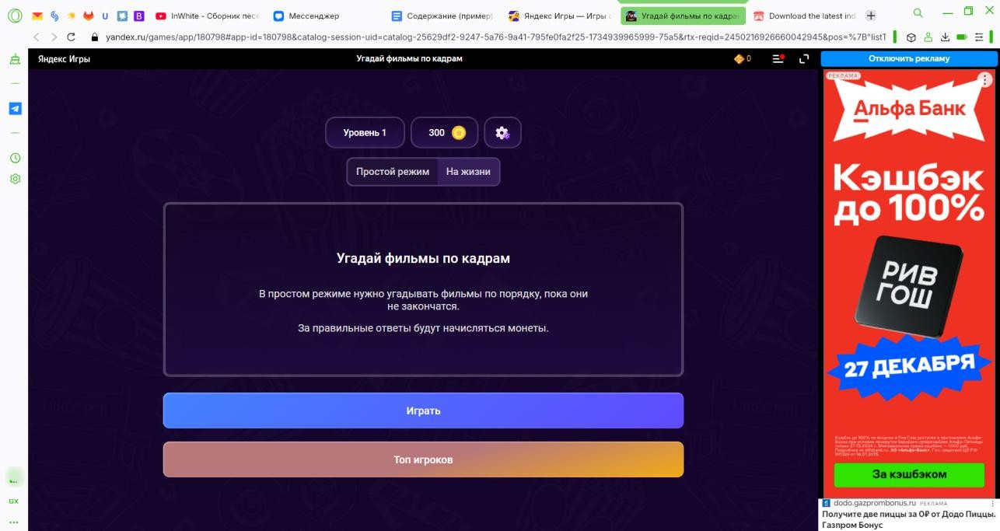 InWhite - Сборник песе
Мессенджер
Содержание (пример)
Яндекс Игры — Игры о
Угадай фильмы по кадра
Download the latest ind
yandex.ru/games/app/180798#app-id=180798&catalog-session-uid=catalog-25629df2-9247-5a76-9a41-795fe0fa2f25-1734939965999-75a5&rtx-reqid=2450216926660042945&pos=%7B"listT
Яндекс Игры
Угадай фильмы по кадрам
0
Отключить рекламу
РЕКЛАМА
Альфа Банк
Кэшбэк
до 100%
РИВ
ГОШ
27 ДЕКАБРЯ
За кэшбэком
dodo.gazprombonus.ru РЕКЛАМА
Получите две пиццы за 0₽ от Додо Пиццы.
Газпром Бонус
Уровень 1
300
Простой режим
На жизни
Угадай фильмы по кадрам
В простом режиме нужно угадывать фильмы по порядку, пока они
не закончатся.
За правильные ответы будут начисляться монеты.
Играть
Топ игроков
GX